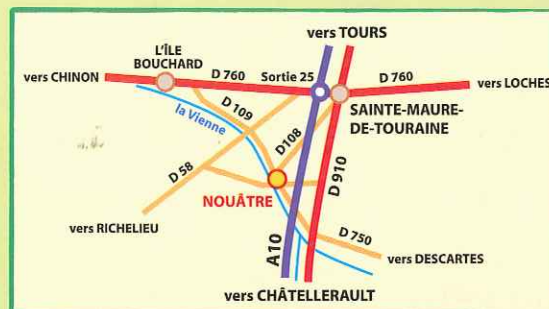 vers TOURS
L'ÎLE
BOUCHARD
vers CHINON
D 760
Sortie 25
D 760
vers LOCHES
SAINTE-MAURE-
DE-TOURAINE
la Vienne
D 109
D108
D 58
D 910
NOUÂTRE
vers RICHELIEU
A10
D 750
vers DESCARTES
vers CHÂTELLERAULT